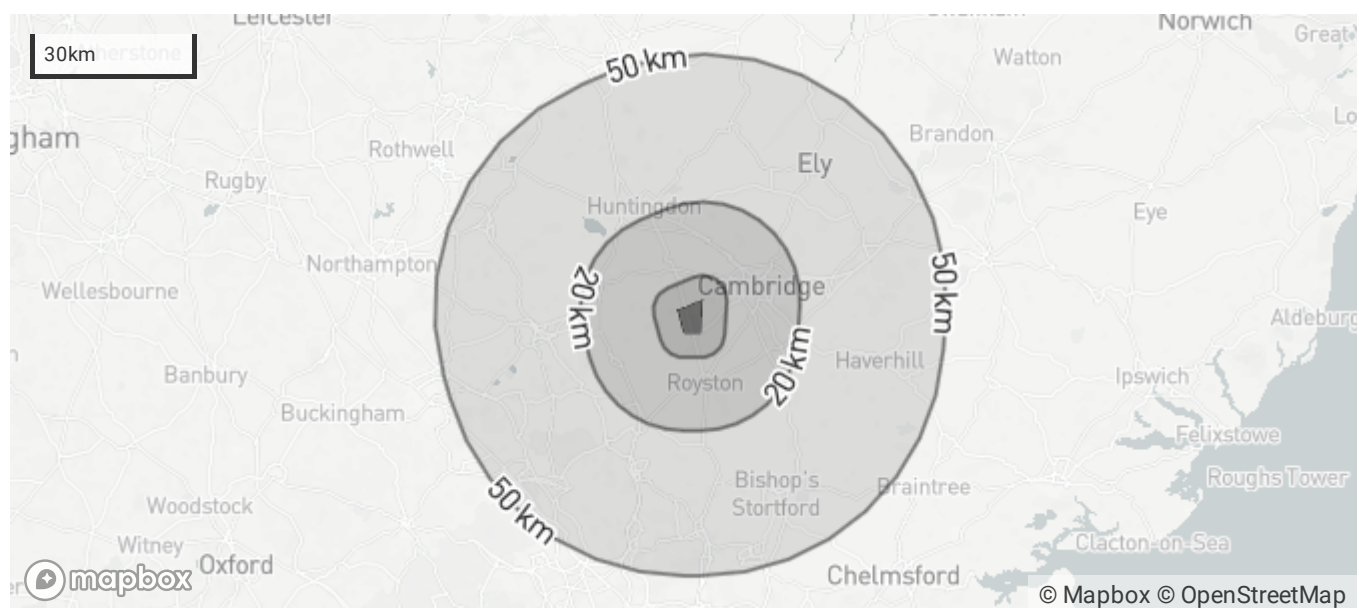 Leicester
Norwich
30km
50 km
Watton
Great
gham
Rothwell
Brandon
Ely
Rugby
Huntingdon
Eye
Northampton
20 km
Cambridge
50 km
Wellesbourne
Aldeburg
20 km
Haverhill
Banbury
Royston
Ipswich
Buckingham
Felixstowe
Bishop's
Stortford
Braintree
Roughs Tower
50 km
Woodstock
Witney
Oxford
Clacton-on-Sea
Chelmsford
mapbox
© Mapbox © OpenStreetMap